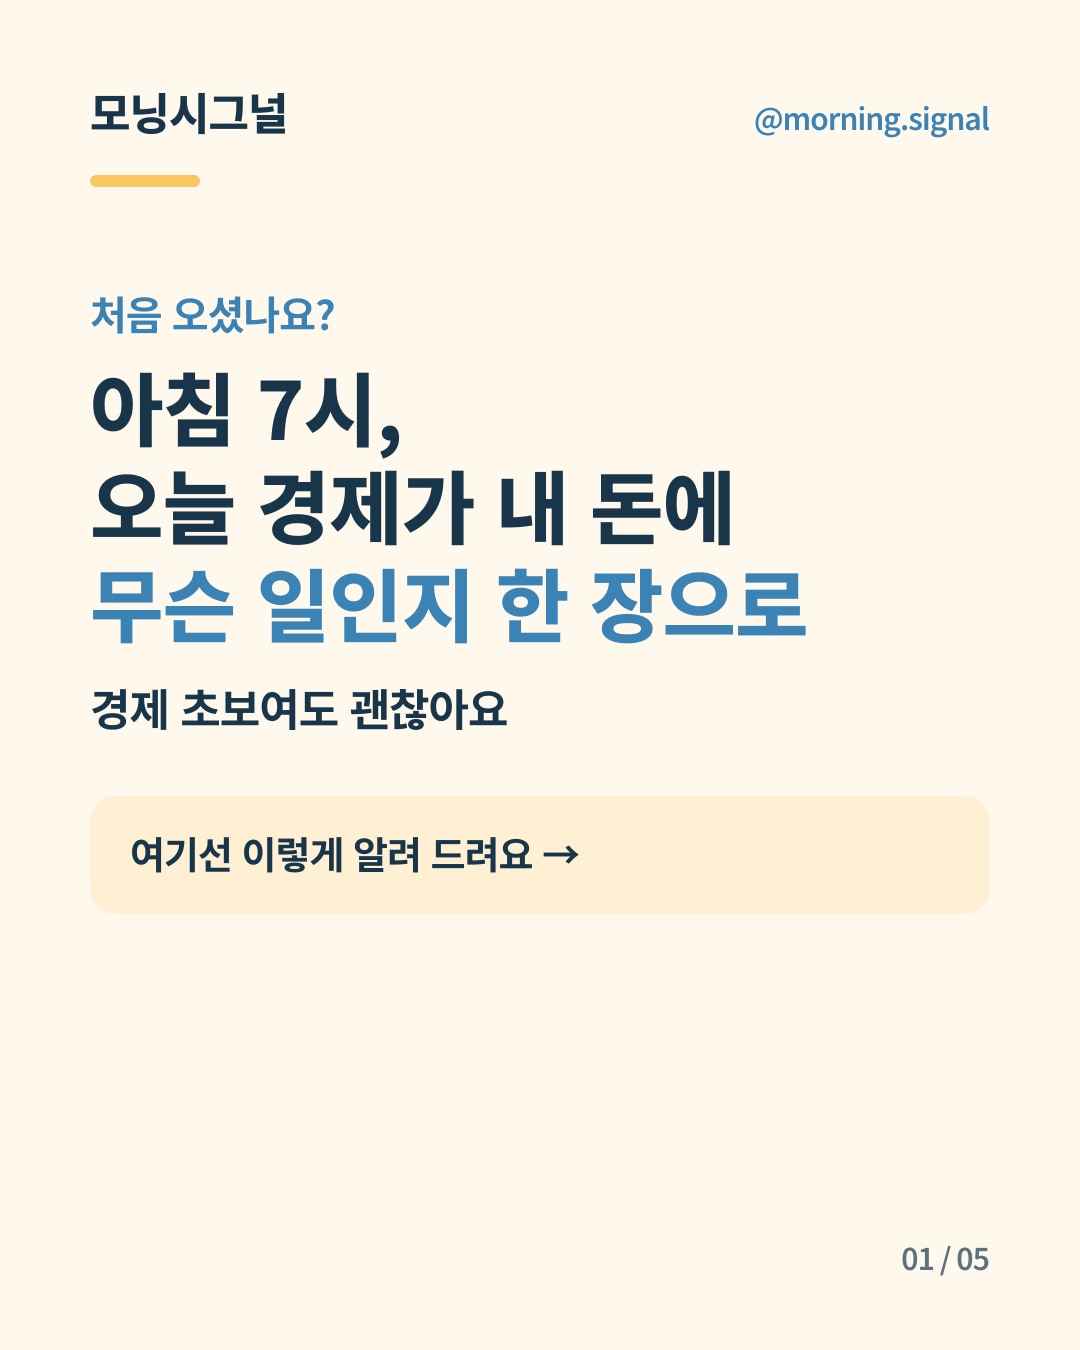 모닝시그널
@morning.signal
처음 오셨나요?
아침 7시,
오늘 경제가 내 돈에
무슨 일인지 한 장으로
경제 초보여도 괜찮아요
여기선 이렇게 알려 드려요 →
01 / 05